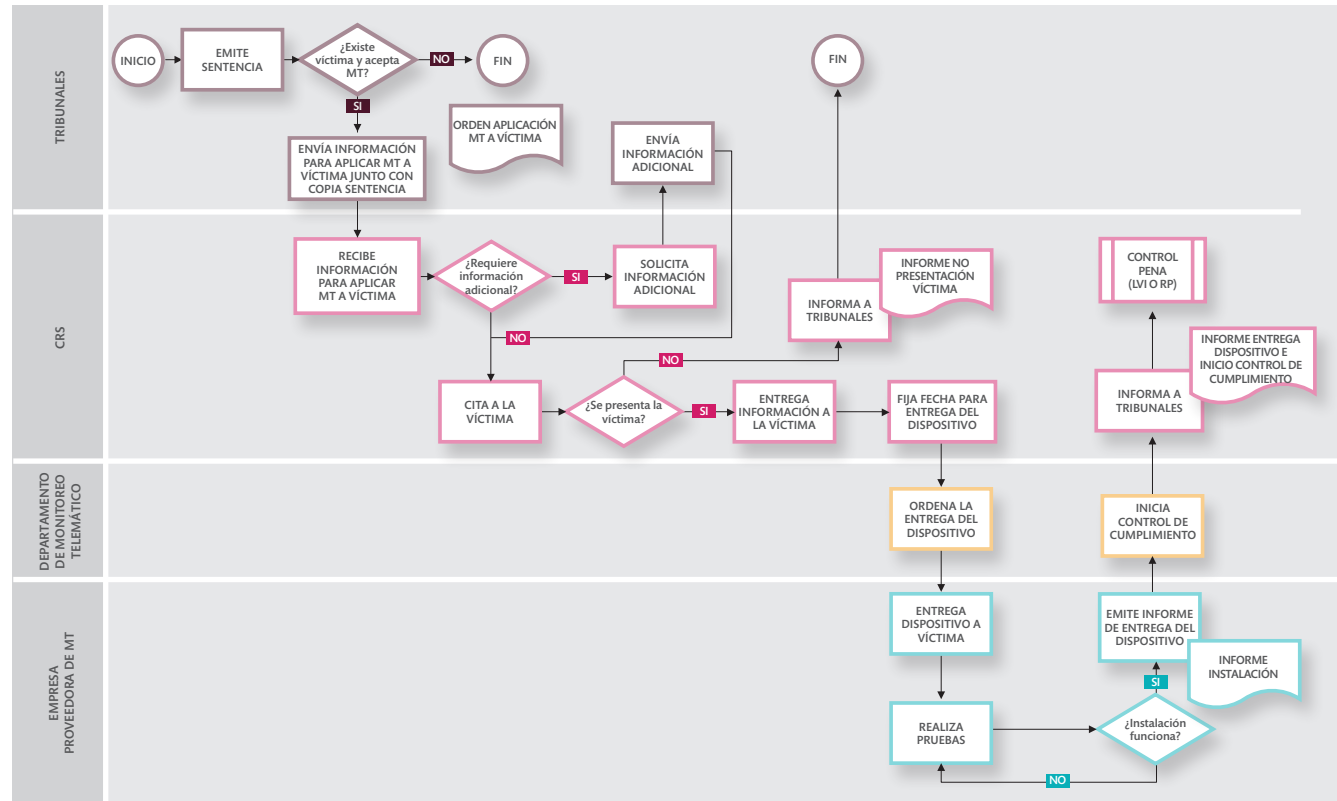 TRIBUNALES
INICIO
EMITE
SENTENCIA
¿Existe
víctima y acepta
MT?
NO
FIN
SI
ENVÍA INFORMACIÓN
PARA APLICAR MT A
VÍCTIMA JUNTO CON
COPIA SENTENCIA
ORDEN APLICACIÓN
MT A VÍCTIMA
ENVÍA
INFORMACIÓN
ADICIONAL
FIN
CRS
RECIBE
INFORMACIÓN
PARA APLICAR
MT A VÍCTIMA
¿Requiere
información
adicional?
SI
SOLICITA
INFORMACIÓN
ADICIONAL
NO
CITA A LA
VÍCTIMA
¿Se presenta la
víctima?
NO
INFORMA A
TRIBUNALES
INFORME NO
PRESENTACIÓN
VÍCTIMA
SI
ENTREGA
INFORMACIÓN A
LA VÍCTIMA
FIJA FECHA PARA
ENTREGA DEL
DISPOSITIVO
CONTROL
PENA
(LVI O RP)
INFORME ENTREGA
DISPOSITIVO E
INICIO CONTROL DE
CUMPLIMIENTO
INFORMA A
TRIBUNALES
DEPARTAMENTO
DE MONITOREO
TELEMÁTICO
ORDENA LA
ENTREGA DEL
DISPOSITIVO
INICIA
CONTROL DE
CUMPLIMIENTO
EMPRESA
PROVEEDORA DE MT
ENTREGA
DISPOSITIVO A
VÍCTIMA
REALIZA
PRUEBAS
¿Instalación
funciona?
NO
SI
EMITE INFORME
DE ENTREGA DEL
DISPOSITIVO
INFORME
INSTALACIÓN